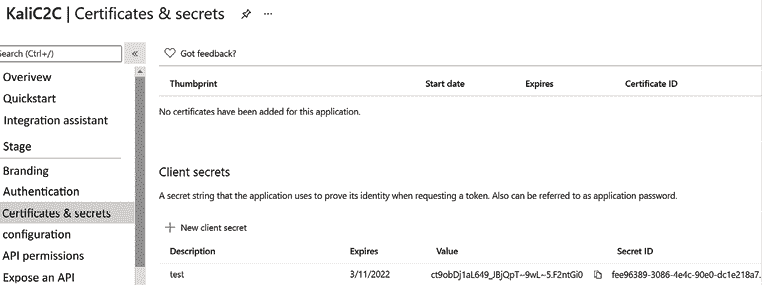 KaliC2C | Certificates & secrets
Search (Ctrl+/)
«
Got feedback?
Overivew
Quickstart
Integration assistant
Stage
Branding
Authentication
Certificates & secrets
configuration
API permissions
Expose an API
Thumbprint Start date Expires Certificate ID
No certificates have been added for this application.
Client secrets
A secret string that the application uses to prove its identity when requesting a token. Also can be referred to as application password.
New client secret
Description Expires Value Secret ID
test 3/11/2022 ct9obDj1aL649_JBjQpT~9wL~5.F2ntGi0 fee96389-3086-4e4c-90e0-dc1e218a7.